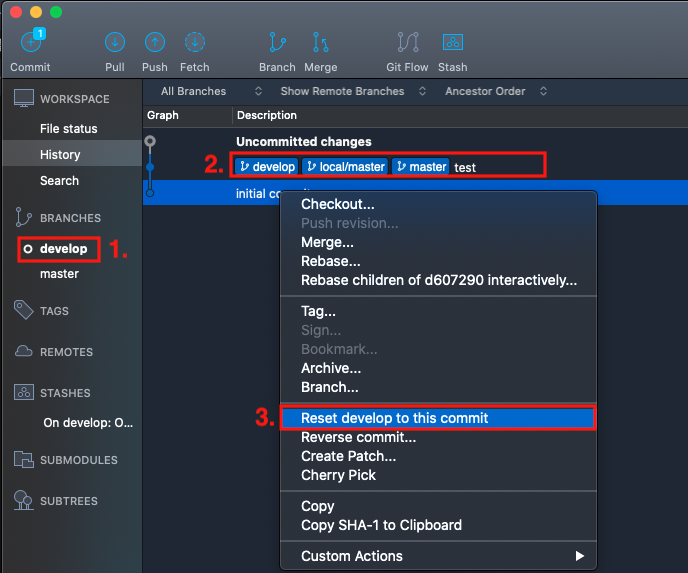 1
Commit Pull Push Fetch Branch Merge Git Flow Stash
WORKSPACE
File status
History
Search
BRANCHES
develop 1.
master
TAGS
REMOTES
STASHES
On develop: O...
SUBMODULES
SUBTREES
All Branches Show Remote Branches Ancestor Order
Graph Description
Uncommitted changes
2. develop local/master master test
initial
Checkout...
Push revision...
Merge...
Rebase...
Rebase children of d607290 interactively...
Tag...
Sign...
Bookmark...
Archive...
Branch...
3. Reset develop to this commit
Reverse commit...
Create Patch...
Cherry Pick
Copy
Copy SHA-1 to Clipboard
Custom Actions